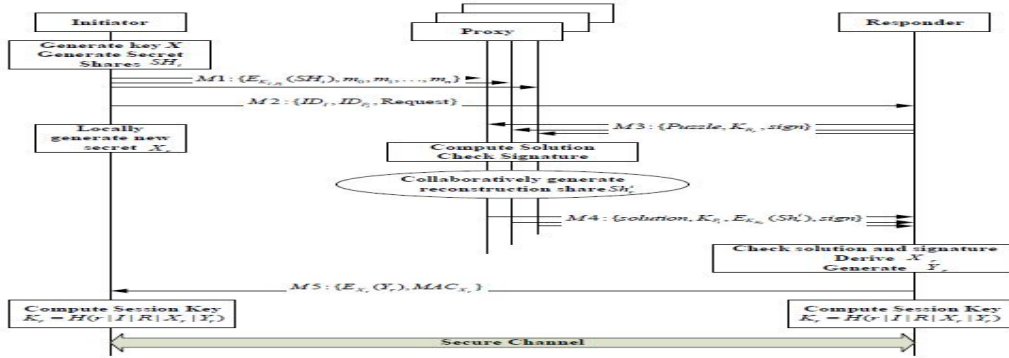 Initiator
Proxy
Responder
Generate key X
Generate Secret
Shares SH_i
M1: {E_{K_{I,P_i}}(SH_i), m_0, m_1, ..., m_n}
M2: {ID_I, ID_{P_i}, Request}
Locally
generate new
secret X_r
M3: {Puzzle, K_{R_r}, sign}
Compute Solution
Check Signature
Collaboratively generate
reconstruction share Sh'_r
M4: {solution, K_{P_i}, E_{K_{R_r}}(Sh'_r), sign}
Check solution and signature
Derive X_r
Generate Y_r
M5: {E_{X_r}(Y_r), MAC_{X_r}}
Compute Session Key
K_r = H(r | I | R | X_r | Y_r)
Compute Session Key
K_r = H(r | I | R | X_r | Y_r)
Secure Channel